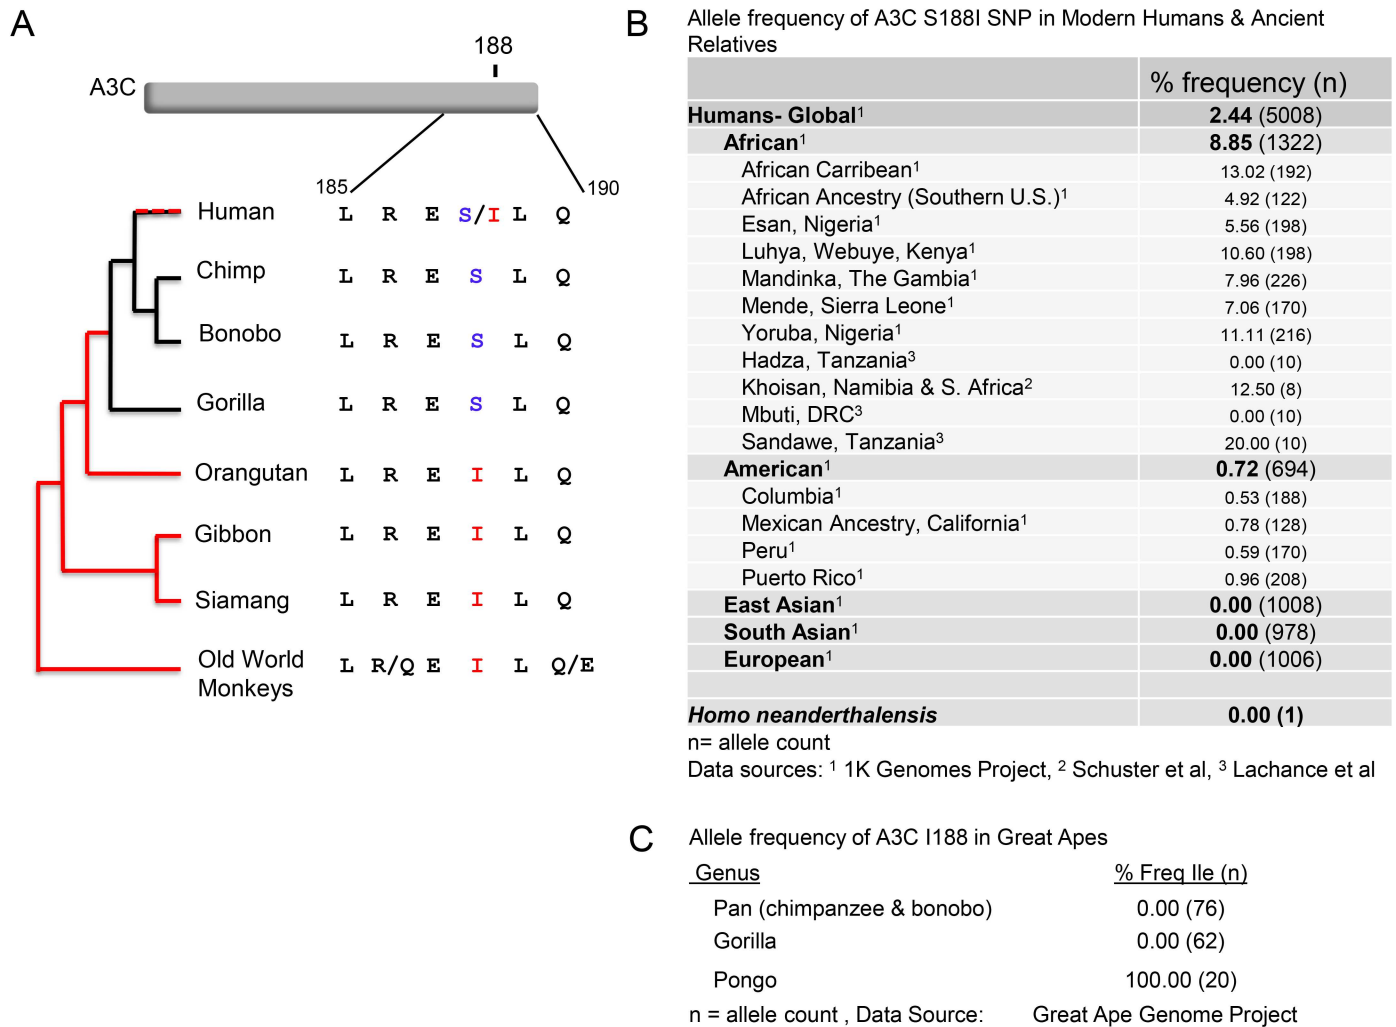 A
188
A3C
185
190
Human L R E S/I L Q
Chimp L R E S L Q
Bonobo L R E S L Q
Gorilla L R E S L Q
Orangutan L R E I L Q
Gibbon L R E I L Q
Siamang L R E I L Q
Old World L R/Q E I L Q/E
Monkeys
B
Allele frequency of A3C S188I SNP in Modern Humans & Ancient
Relatives
% frequency (n)
Humans- Global¹ 2.44 (5008)
African¹ 8.85 (1322)
African Carribean¹ 13.02 (192)
African Ancestry (Southern U.S.)¹ 4.92 (122)
Esan, Nigeria¹ 5.56 (198)
Luhya, Webuye, Kenya¹ 10.60 (198)
Mandinka, The Gambia¹ 7.96 (226)
Mende, Sierra Leone¹ 7.06 (170)
Yoruba, Nigeria¹ 11.11 (216)
Hadza, Tanzania³ 0.00 (10)
Khoisan, Namibia & S. Africa² 12.50 (8)
Mbuti, DRC³ 0.00 (10)
Sandawe, Tanzania³ 20.00 (10)
American¹ 0.72 (694)
Columbia¹ 0.53 (188)
Mexican Ancestry, California¹ 0.78 (128)
Peru¹ 0.59 (170)
Puerto Rico¹ 0.96 (208)
East Asian¹ 0.00 (1008)
South Asian¹ 0.00 (978)
European¹ 0.00 (1006)
Homo neanderthalensis 0.00 (1)
n= allele count
Data sources: ¹ 1K Genomes Project, ² Schuster et al, ³ Lachance et al
C
Allele frequency of A3C I188 in Great Apes
Genus % Freq Ile (n)
Pan (chimpanzee & bonobo) 0.00 (76)
Gorilla 0.00 (62)
Pongo 100.00 (20)
n = allele count , Data Source: Great Ape Genome Project